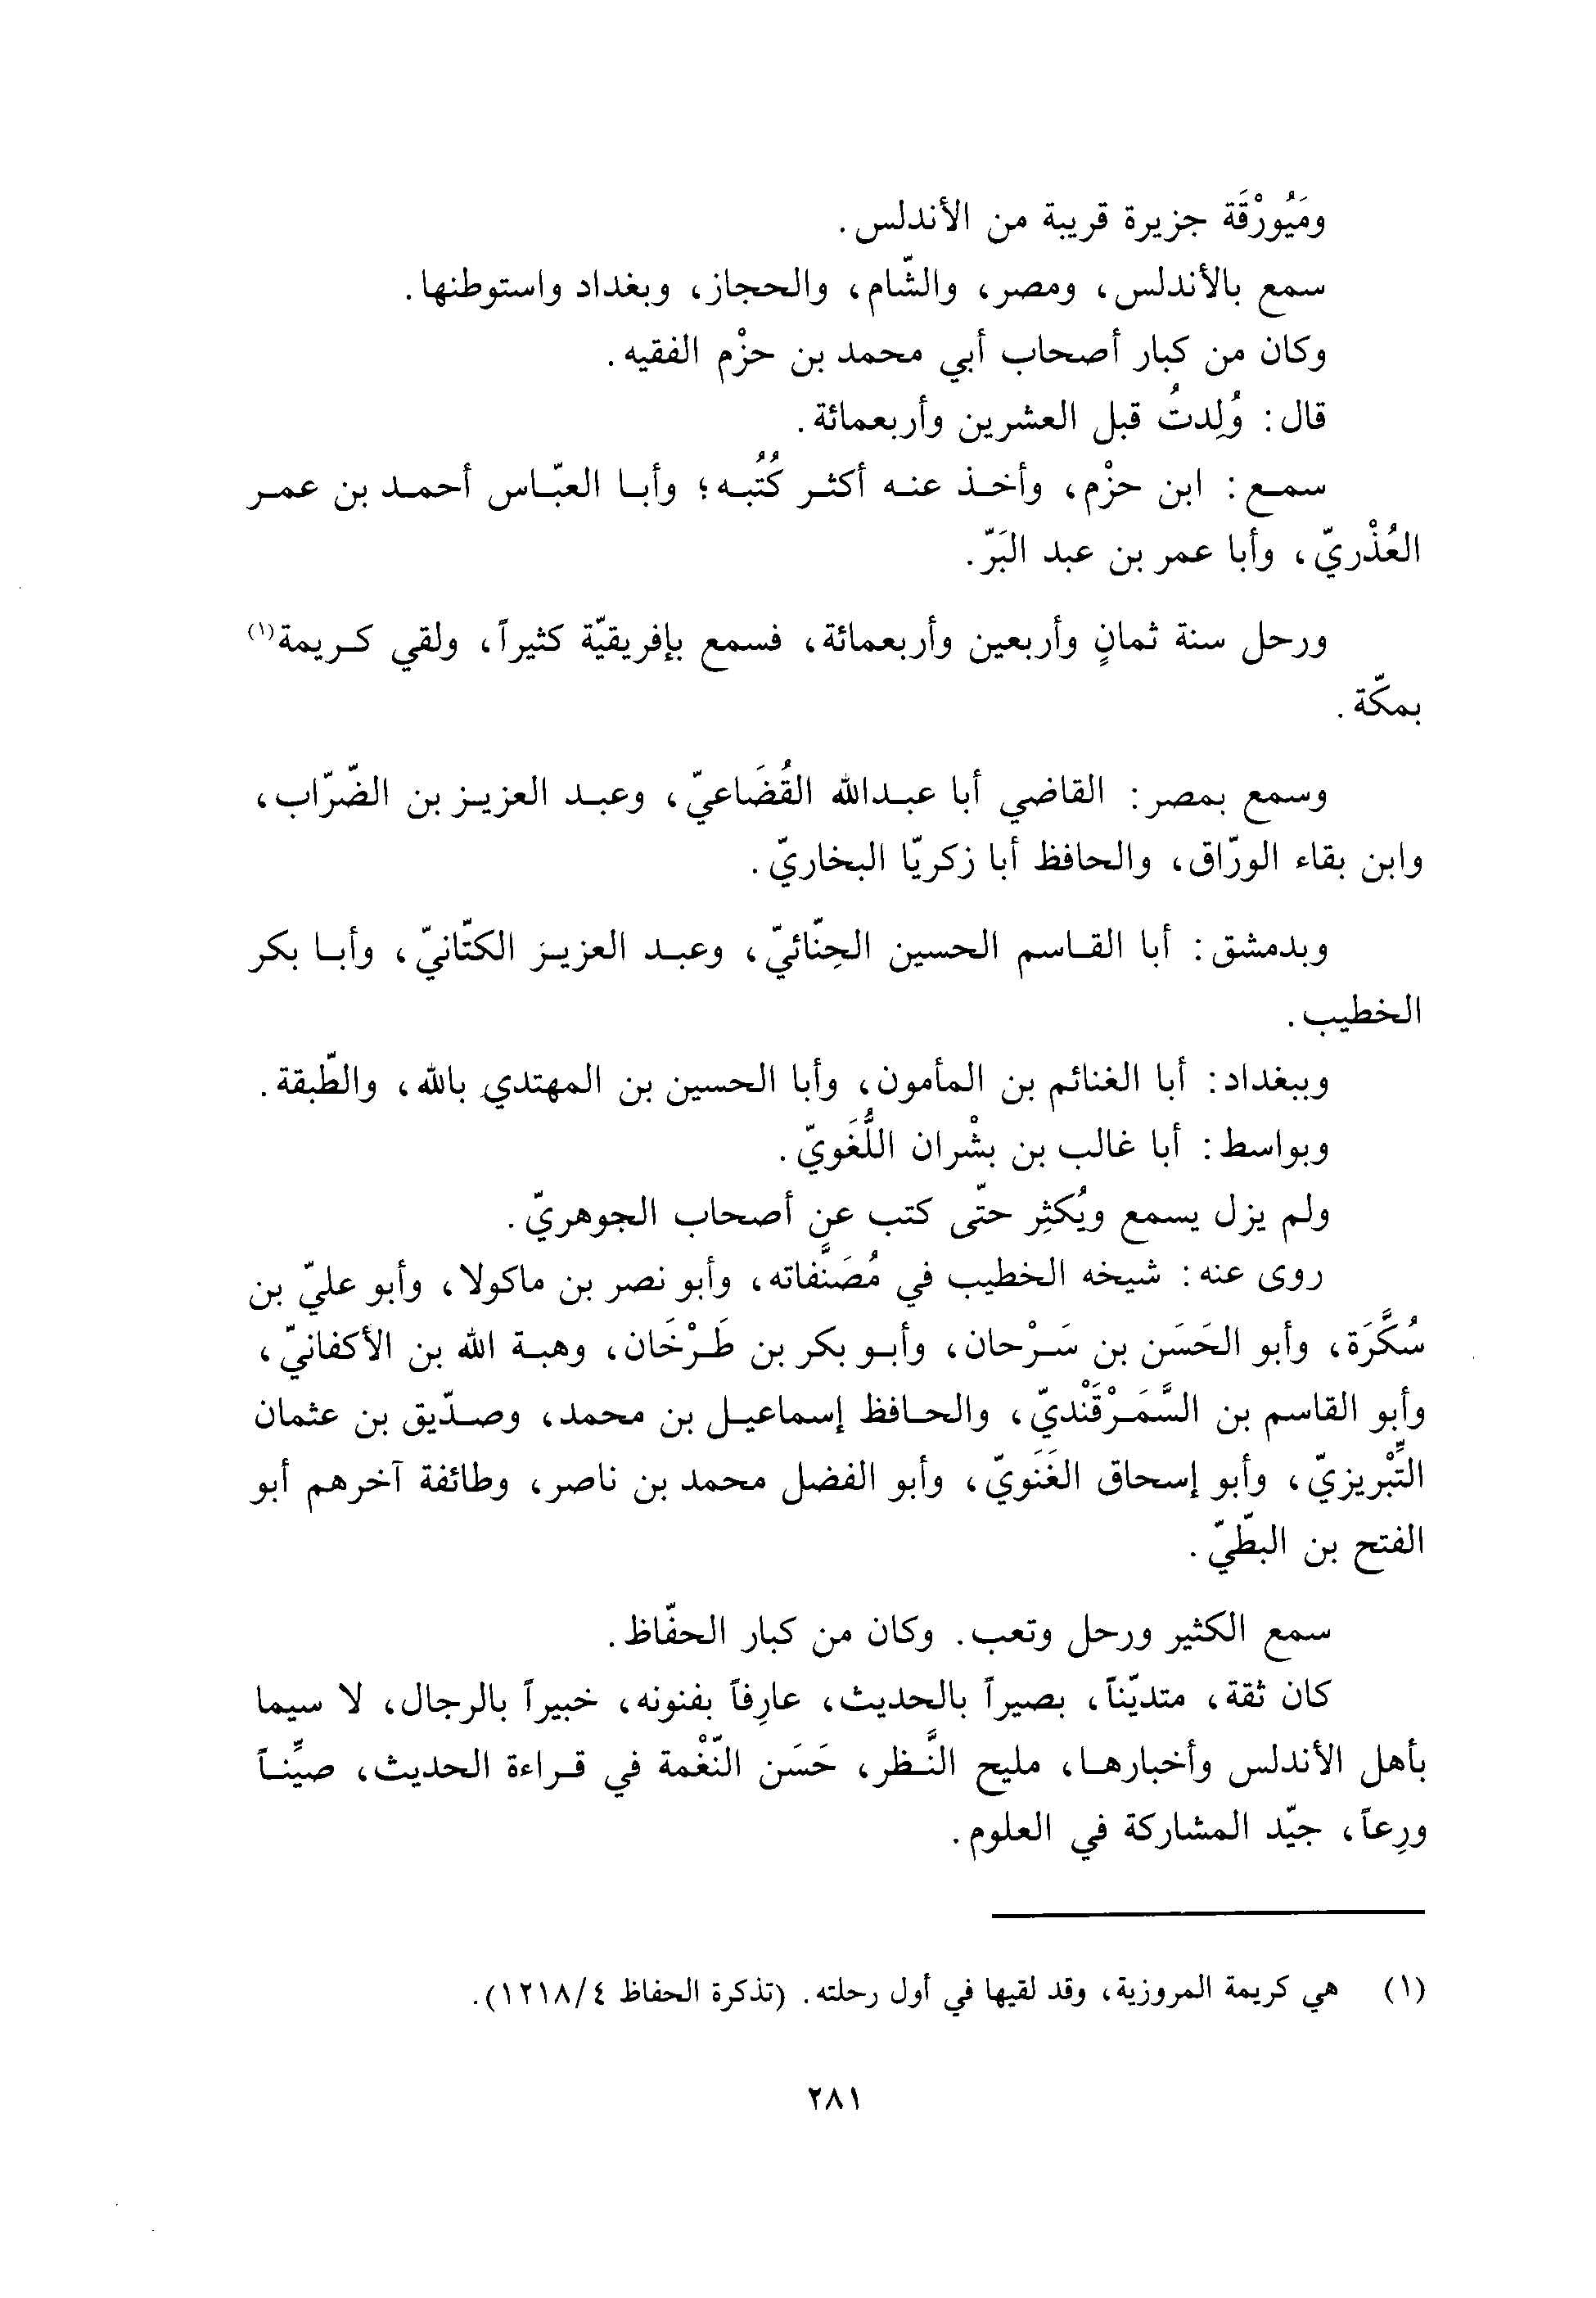 ومَيُورْقَة جزيرة قريبة من الأندلس.
سمع بالأندلس، ومصر، والشّام، والحجاز، وبغداد واستوطنها.
وكان من كبار أصحاب أبي محمد بن حزْم الفقيه.
قال: وُلِدتُ قبل العشرين وأربعمائة.
سمع: ابن حزْم، وأخذ عنه أكثر كُتُبه؛ وأبا العبّاس أحمد بن عمر
العُذْريّ، وأبا عمر بن عبد البَرّ.
ورحل سنة ثمانٍ وأربعين وأربعمائة، فسمع بإفريقيّة كثيراً، ولقي كريمة(١)
بمكّة.
وسمع بمصر: القاضي أبا عبدالله القُضَاعيّ، وعبد العزيز بن الضّرّاب،
وابن بقاء الورّاق، والحافظ أبا زكريّا البخاريّ.
وبدمشق: أبا القاسم الحسين الحِنّائيّ، وعبد العزيز الكتّانيّ، وأبا بكر
الخطيب.
وببغداد: أبا الغنائم بن المأمون، وأبا الحسين بن المهتدي بالله، والطّبقة.
وبواسط: أبا غالب بن بشْران اللُّغَويّ.
ولم يزل يسمع ويُكثِر حتّى كتب عن أصحاب الجوهريّ.
روى عنه: شيخه الخطيب في مُصَنَّفاته، وأبو نصر بن ماكولا، وأبو عليّ بن
سُكَّرَة، وأبو الحَسَن بن سَرْحان، وأبو بكر بن طَرْخَان، وهبة الله بن الأكفانيّ،
وأبو القاسم بن السَّمَرْقَنْديّ، والحافظ إسماعيل بن محمد، وصدّيق بن عثمان
التِّبْريزيّ، وأبو إسحاق الغَنَويّ، وأبو الفضل محمد بن ناصر، وطائفة آخرهم أبو
الفتح بن البطّيّ.
سمع الكثير ورحل وتعب. وكان من كبار الحفّاظ.
كان ثقة، متديّناً، بصيراً بالحديث، عارِفاً بفنونه، خبيراً بالرجال، لا سيما
بأهل الأندلس وأخبارها، مليح النَّظر، حَسَن النّغْمة في قراءة الحديث، صيِّناً
ورِعاً، جيّد المشاركة في العلوم.
(١) هي كريمة المروزية، وقد لقيها في أول رحلته. (تذكرة الحفاظ ٤/١٢١٨).
٢٨١